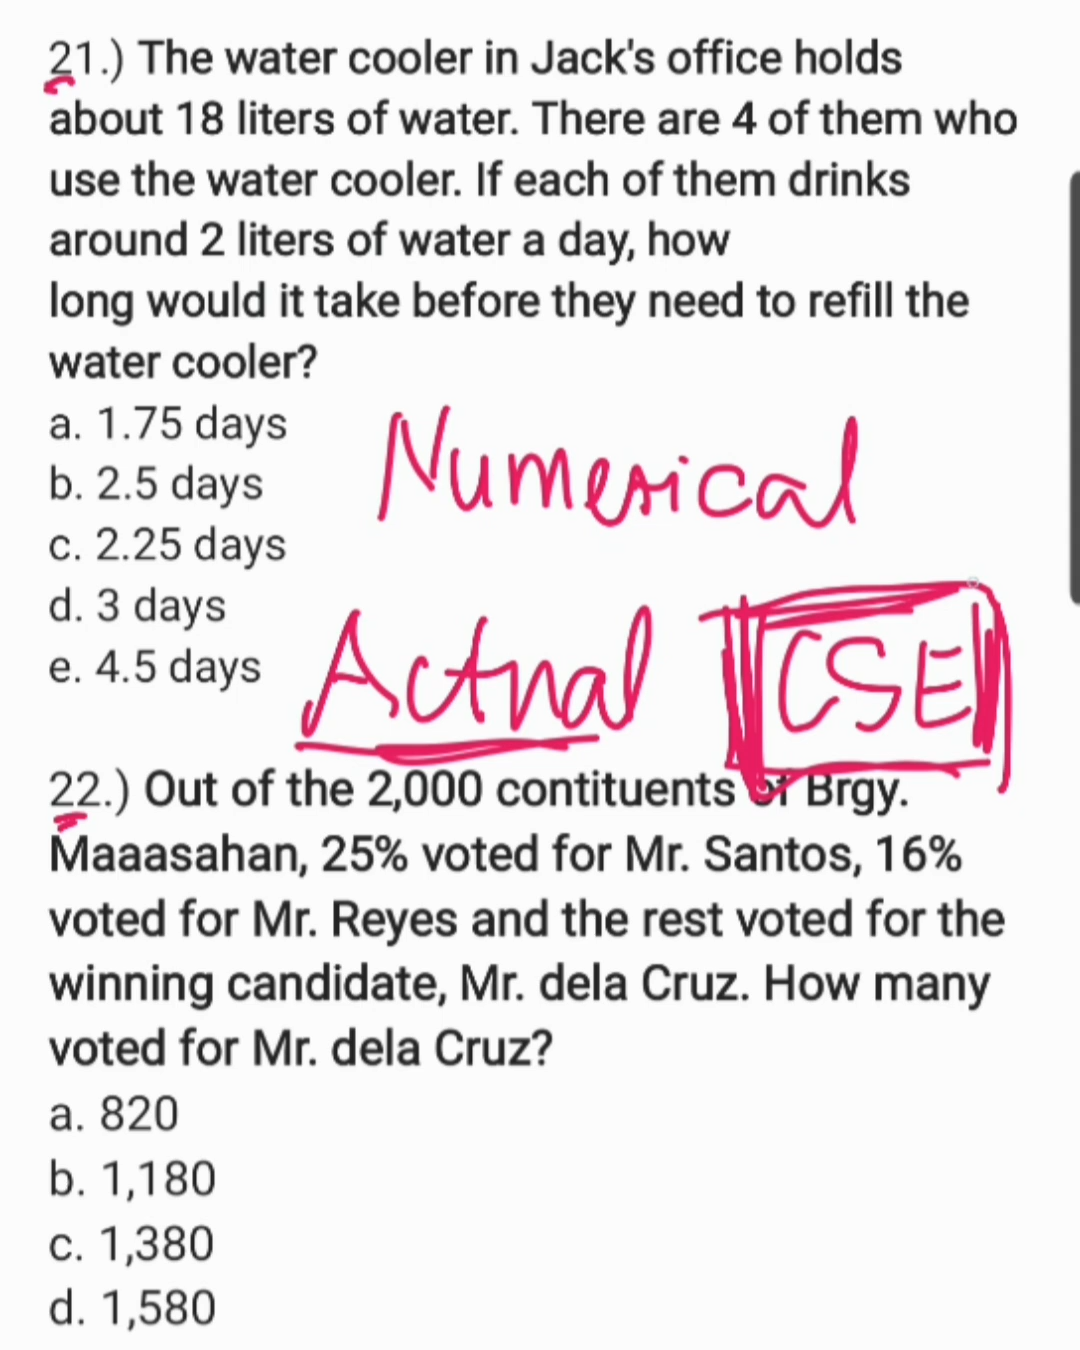 21.) The water cooler in Jack's office holds
about 18 liters of water. There are 4 of them who
use the water cooler. If each of them drinks
around 2 liters of water a day, how
long would it take before they need to refill the
water cooler?
a. 1.75 days
b. 2.5 days
c. 2.25 days
d. 3 days
e. 4.5 days
Numerical
Actual CSE
22.) Out of the 2,000 contituents of Brgy.
Maaasahan, 25% voted for Mr. Santos, 16%
voted for Mr. Reyes and the rest voted for the
winning candidate, Mr. dela Cruz. How many
voted for Mr. dela Cruz?
a. 820
b. 1,180
c. 1,380
d. 1,580